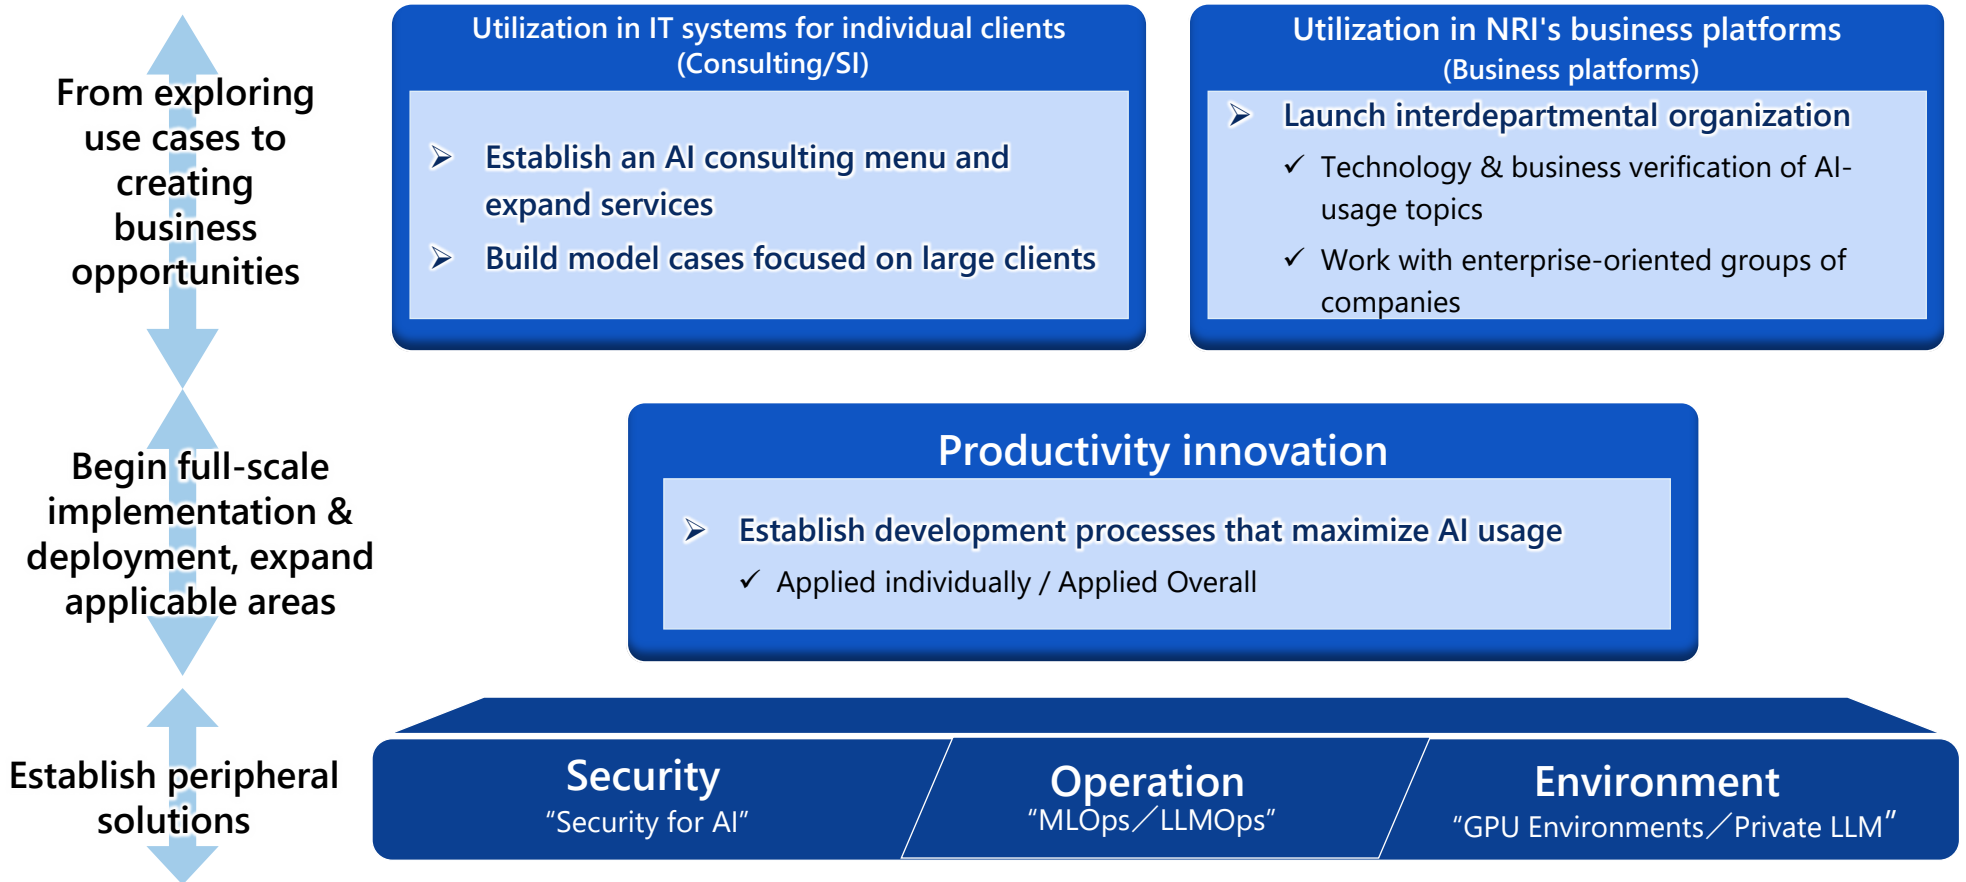 From exploring
use cases to
creating
business
opportunities
Utilization in IT systems for individual clients
(Consulting/SI)
➢ Establish an AI consulting menu and
expand services
➢ Build model cases focused on large clients
Utilization in NRI's business platforms
(Business platforms)
➢ Launch interdepartmental organization
✓ Technology & business verification of AI-
usage topics
✓ Work with enterprise-oriented groups of
companies
Begin full-scale
implementation &
deployment, expand
applicable areas
Productivity innovation
➢ Establish development processes that maximize AI usage
✓ Applied individually / Applied Overall
Establish peripheral
solutions
Security
“Security for AI”
Operation
“MLOps／LLMOps”
Environment
“GPU Environments／Private LLM”